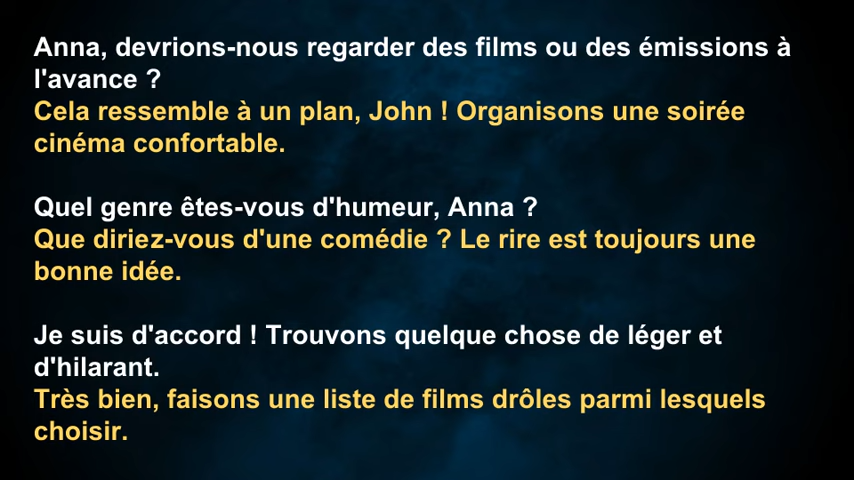 Anna, devrions-nous regarder des films ou des émissions à
l'avance ?
Cela ressemble à un plan, John ! Organisons une soirée
cinéma confortable.
Quel genre êtes-vous d'humeur, Anna ?
Que diriez-vous d'une comédie ? Le rire est toujours une
bonne idée.
Je suis d'accord ! Trouvons quelque chose de léger et
d'hilarant.
Très bien, faisons une liste de films drôles parmi lesquels
choisir.